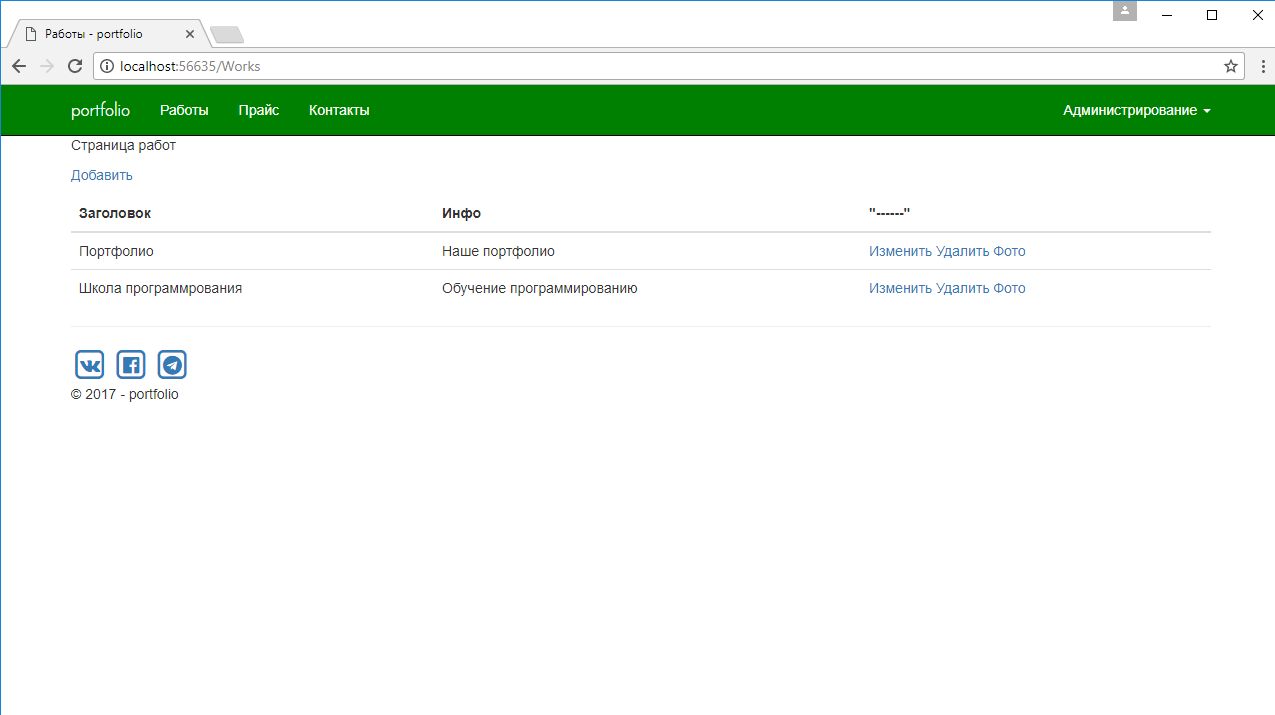 Работы - portfolio
localhost:56635/Works
portfolio Работы Прайс Контакты Администрирование
Страница работ
Добавить
Заголовок Инфо "------"
Портфолио Наше портфолио Изменить Удалить Фото
Школа программрования Обучение программированию Изменить Удалить Фото
© 2017 - portfolio